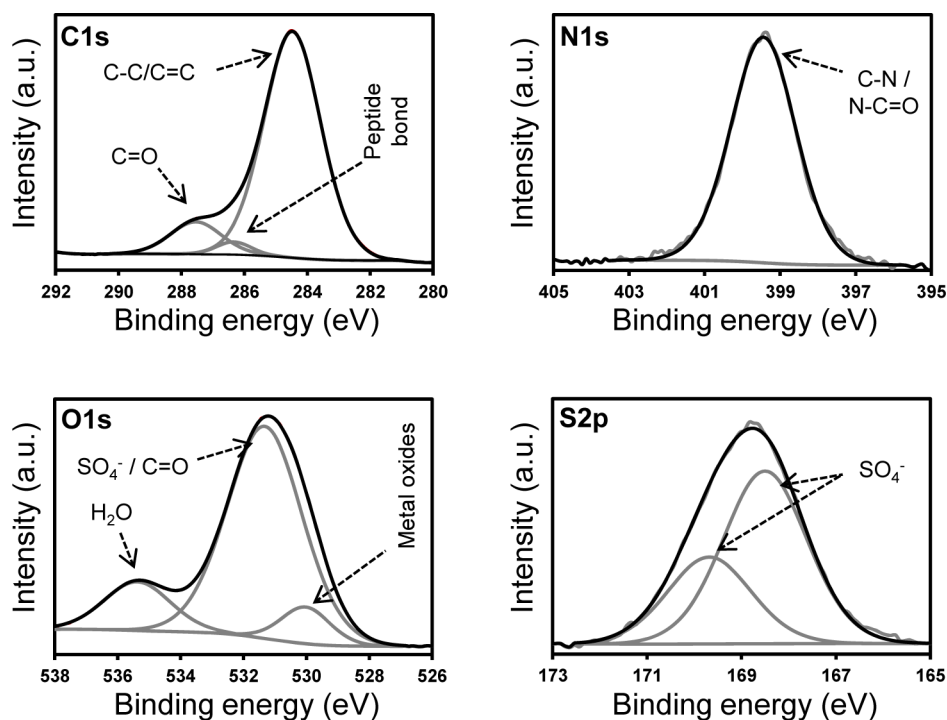 C1s
C-C/C=C
C=O
Peptide
bond
Intensity (a.u.)
292 290 288 286 284 282 280
Binding energy (eV)
N1s
C-N /
N-C=O
Intensity (a.u.)
405 403 401 399 397 395
Binding energy (eV)
O1s
SO₄⁻ / C=O
H₂O
Metal oxides
Intensity (a.u.)
538 536 534 532 530 528 526
Binding energy (eV)
S2p
SO₄⁻
Intensity (a.u.)
173 171 169 167 165
Binding energy (eV)